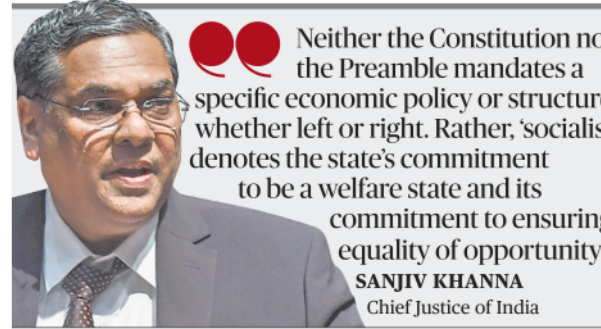 Neither the Constitution no
the Preamble mandates a
specific economic policy or structure
whether left or right. Rather, ‘socialis
denotes the state’s commitment
to be a welfare state and its
commitment to ensuring
equality of opportunity
SANJIV KHANNA
Chief Justice of India